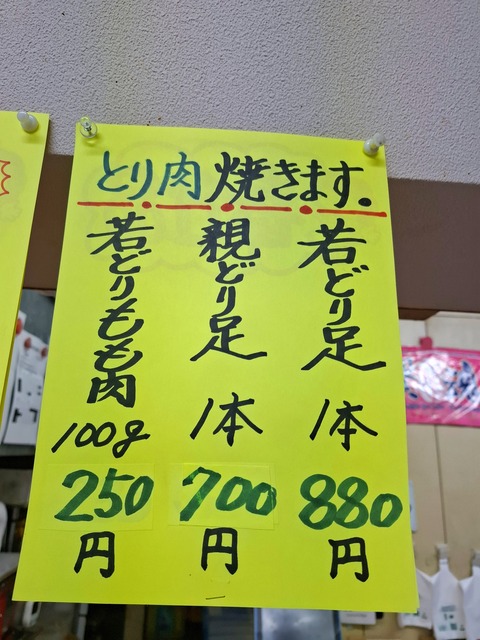 とり肉焼きます。
若どり足
1本
880
円
親どり足
1本
700
円
若どりもも肉
100g
250
円